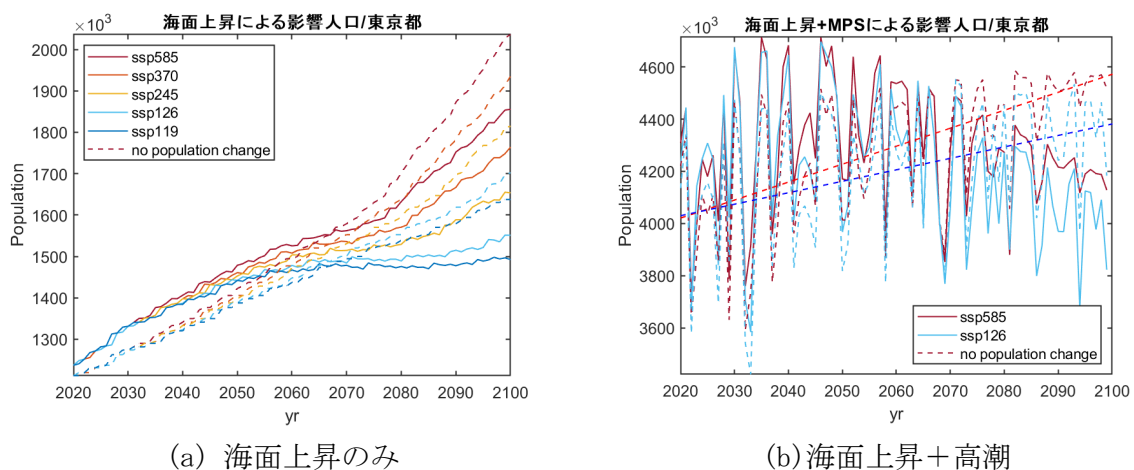 海面上昇による影響人口/東京都
×10³
2000
1900
1800
1700
1600
1500
1400
1300
Population
ssp585
ssp370
ssp245
ssp126
ssp119
no population change
2020 2030 2040 2050 2060 2070 2080 2090 2100
yr
(a) 海面上昇のみ
海面上昇+MPSによる影響人口/東京都
×10³
4600
4400
4200
4000
3800
3600
Population
ssp585
ssp126
no population change
2020 2030 2040 2050 2060 2070 2080 2090 2100
yr
(b)海面上昇＋高潮